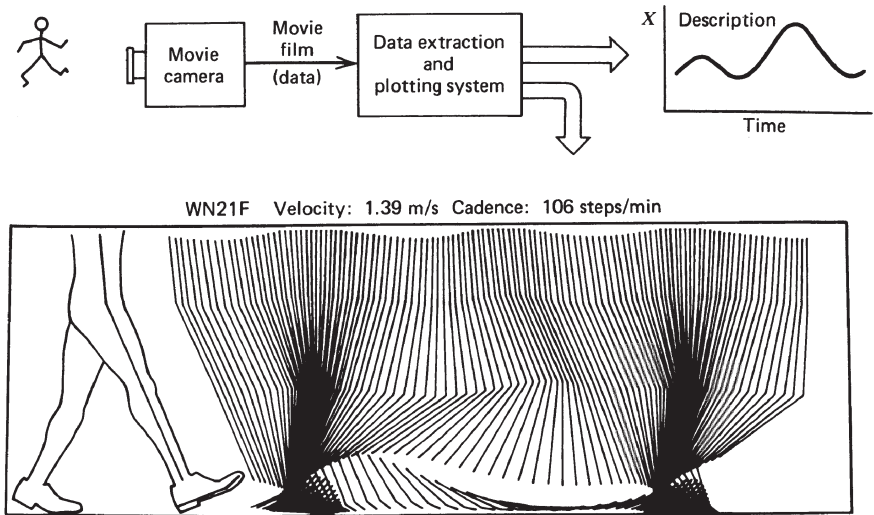 Movie
camera
Movie
film
(data)
Data extraction
and
plotting system
X
Description
Time
WN21F Velocity: 1.39 m/s Cadence: 106 steps/min